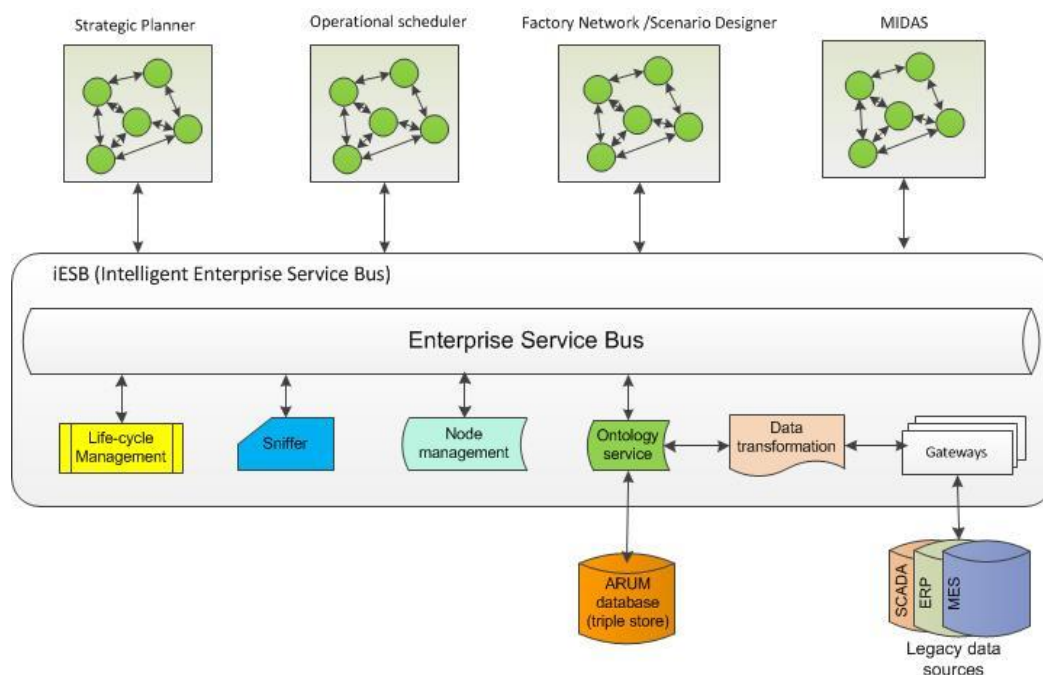 Strategic Planner
Operational scheduler
Factory Network /Scenario Designer
MIDAS
iESB (Intelligent Enterprise Service Bus)
Enterprise Service Bus
Life-cycle
Management
Sniffer
Node
management
Ontology
service
Data
transformation
Gateways
ARUM
database
(triple store)
SCADA
ERP
MES
Legacy data
sources